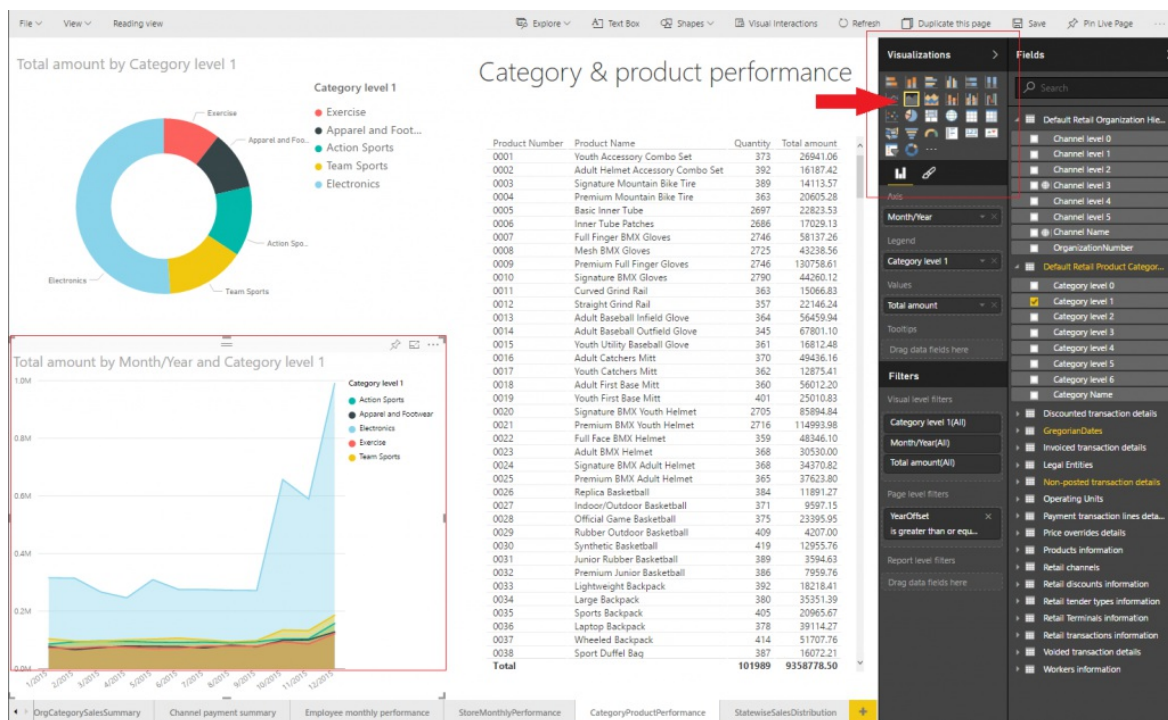 File View Reading view Explore Text Box Shapes Visual Interactions Refresh Duplicate this page Save Pin Live Page ...
Total amount by Category level 1
Category level 1
Exercise
Apparel and Foot...
Action Sports
Team Sports
Electronics
Exercise
Apparel and Foo...
Action Spo...
Team Sports
Electronics
Total amount by Month/Year and Category level 1
Category level 1
Action Sports
Apparel and Footwear
Electronics
Exercise
Team Sports
1.0M
0.8M
0.6M
0.4M
0.2M
0.0M
1/2015 2/2015 3/2015 4/2015 5/2015 6/2015 7/2015 8/2015 9/2015 10/2015 11/2015 12/2015
Category & product performance
Product Number Product Name Quantity Total amount
0001 Youth Accessory Combo Set 373 26941.06
0002 Adult Helmet Accessory Combo Set 392 16187.42
0003 Signature Mountain Bike Tire 389 14113.57
0004 Premium Mountain Bike Tire 363 20605.28
0005 Basic Inner Tube 2697 22823.53
0006 Inner Tube Patches 2686 17029.13
0007 Full Finger BMX Gloves 2746 58137.26
0008 Mesh BMX Gloves 2725 43238.56
0009 Premium Full Finger Gloves 2746 130758.61
0010 Signature BMX Gloves 2790 44260.12
0011 Curved Grind Rail 363 15066.83
0012 Straight Grind Rail 357 22146.24
0013 Adult Baseball Infield Glove 364 56459.94
0014 Adult Baseball Outfield Glove 345 67801.10
0015 Youth Utility Baseball Glove 361 16812.48
0016 Adult Catchers Mitt 370 49436.16
0017 Youth Catchers Mitt 362 12875.41
0018 Adult First Base Mitt 360 56012.20
0019 Youth First Base Mitt 401 25010.83
0020 Signature BMX Youth Helmet 2705 85894.84
0021 Premium BMX Youth Helmet 2716 114993.98
0022 Full Face BMX Helmet 359 48346.10
0023 Adult BMX Helmet 368 30530.00
0024 Signature BMX Adult Helmet 368 34370.82
0025 Premium BMX Adult Helmet 365 37623.80
0026 Replica Basketball 384 11891.27
0027 Indoor/Outdoor Basketball 371 9597.15
0028 Official Game Basketball 375 23395.95
0029 Rubber Outdoor Basketball 409 4207.00
0030 Synthetic Basketball 419 12955.76
0031 Junior Rubber Basketball 389 3594.63
0032 Premium Junior Basketball 386 7959.76
0033 Lightweight Backpack 392 18218.41
0034 Large Backpack 380 35351.39
0035 Sports Backpack 405 20965.67
0036 Laptop Backpack 378 39114.27
0037 Wheeled Backpack 414 51707.76
0038 Sport Duffel Bag 387 16072.21
Total 101989 9358778.50
Visualizations
Axis
Month/Year
Legend
Category level 1
Values
Total amount
Tooltips
Drag data fields here
Filters
Visual level filters
Category level 1(All)
Month/Year(All)
Total amount(All)
Page level filters
YearOffset
is greater than or equ...
Report level filters
Drag data fields here
Fields
Search
Default Retail Organization Hie...
Channel level 0
Channel level 1
Channel level 2
Channel level 3
Channel level 4
Channel level 5
Channel Name
OrganizationNumber
Default Retail Product Categor...
Category level 0
Category level 1
Category level 2
Category level 3
Category level 4
Category level 5
Category level 6
Category Name
Discounted transaction details
GregorianDates
Invoiced transaction details
Legal Entities
Non-posted transaction details
Operating Units
Payment transaction lines deta...
Price overrides details
Products information
Retail channels
Retail discounts information
Retail tender types information
Retail Terminals information
Retail transactions information
Voided transaction details
Workers information
OrgCategorySalesSummary Channel payment summary Employee monthly performance StoreMonthlyPerformance CategoryProductPerformance StatewiseSalesDistribution +